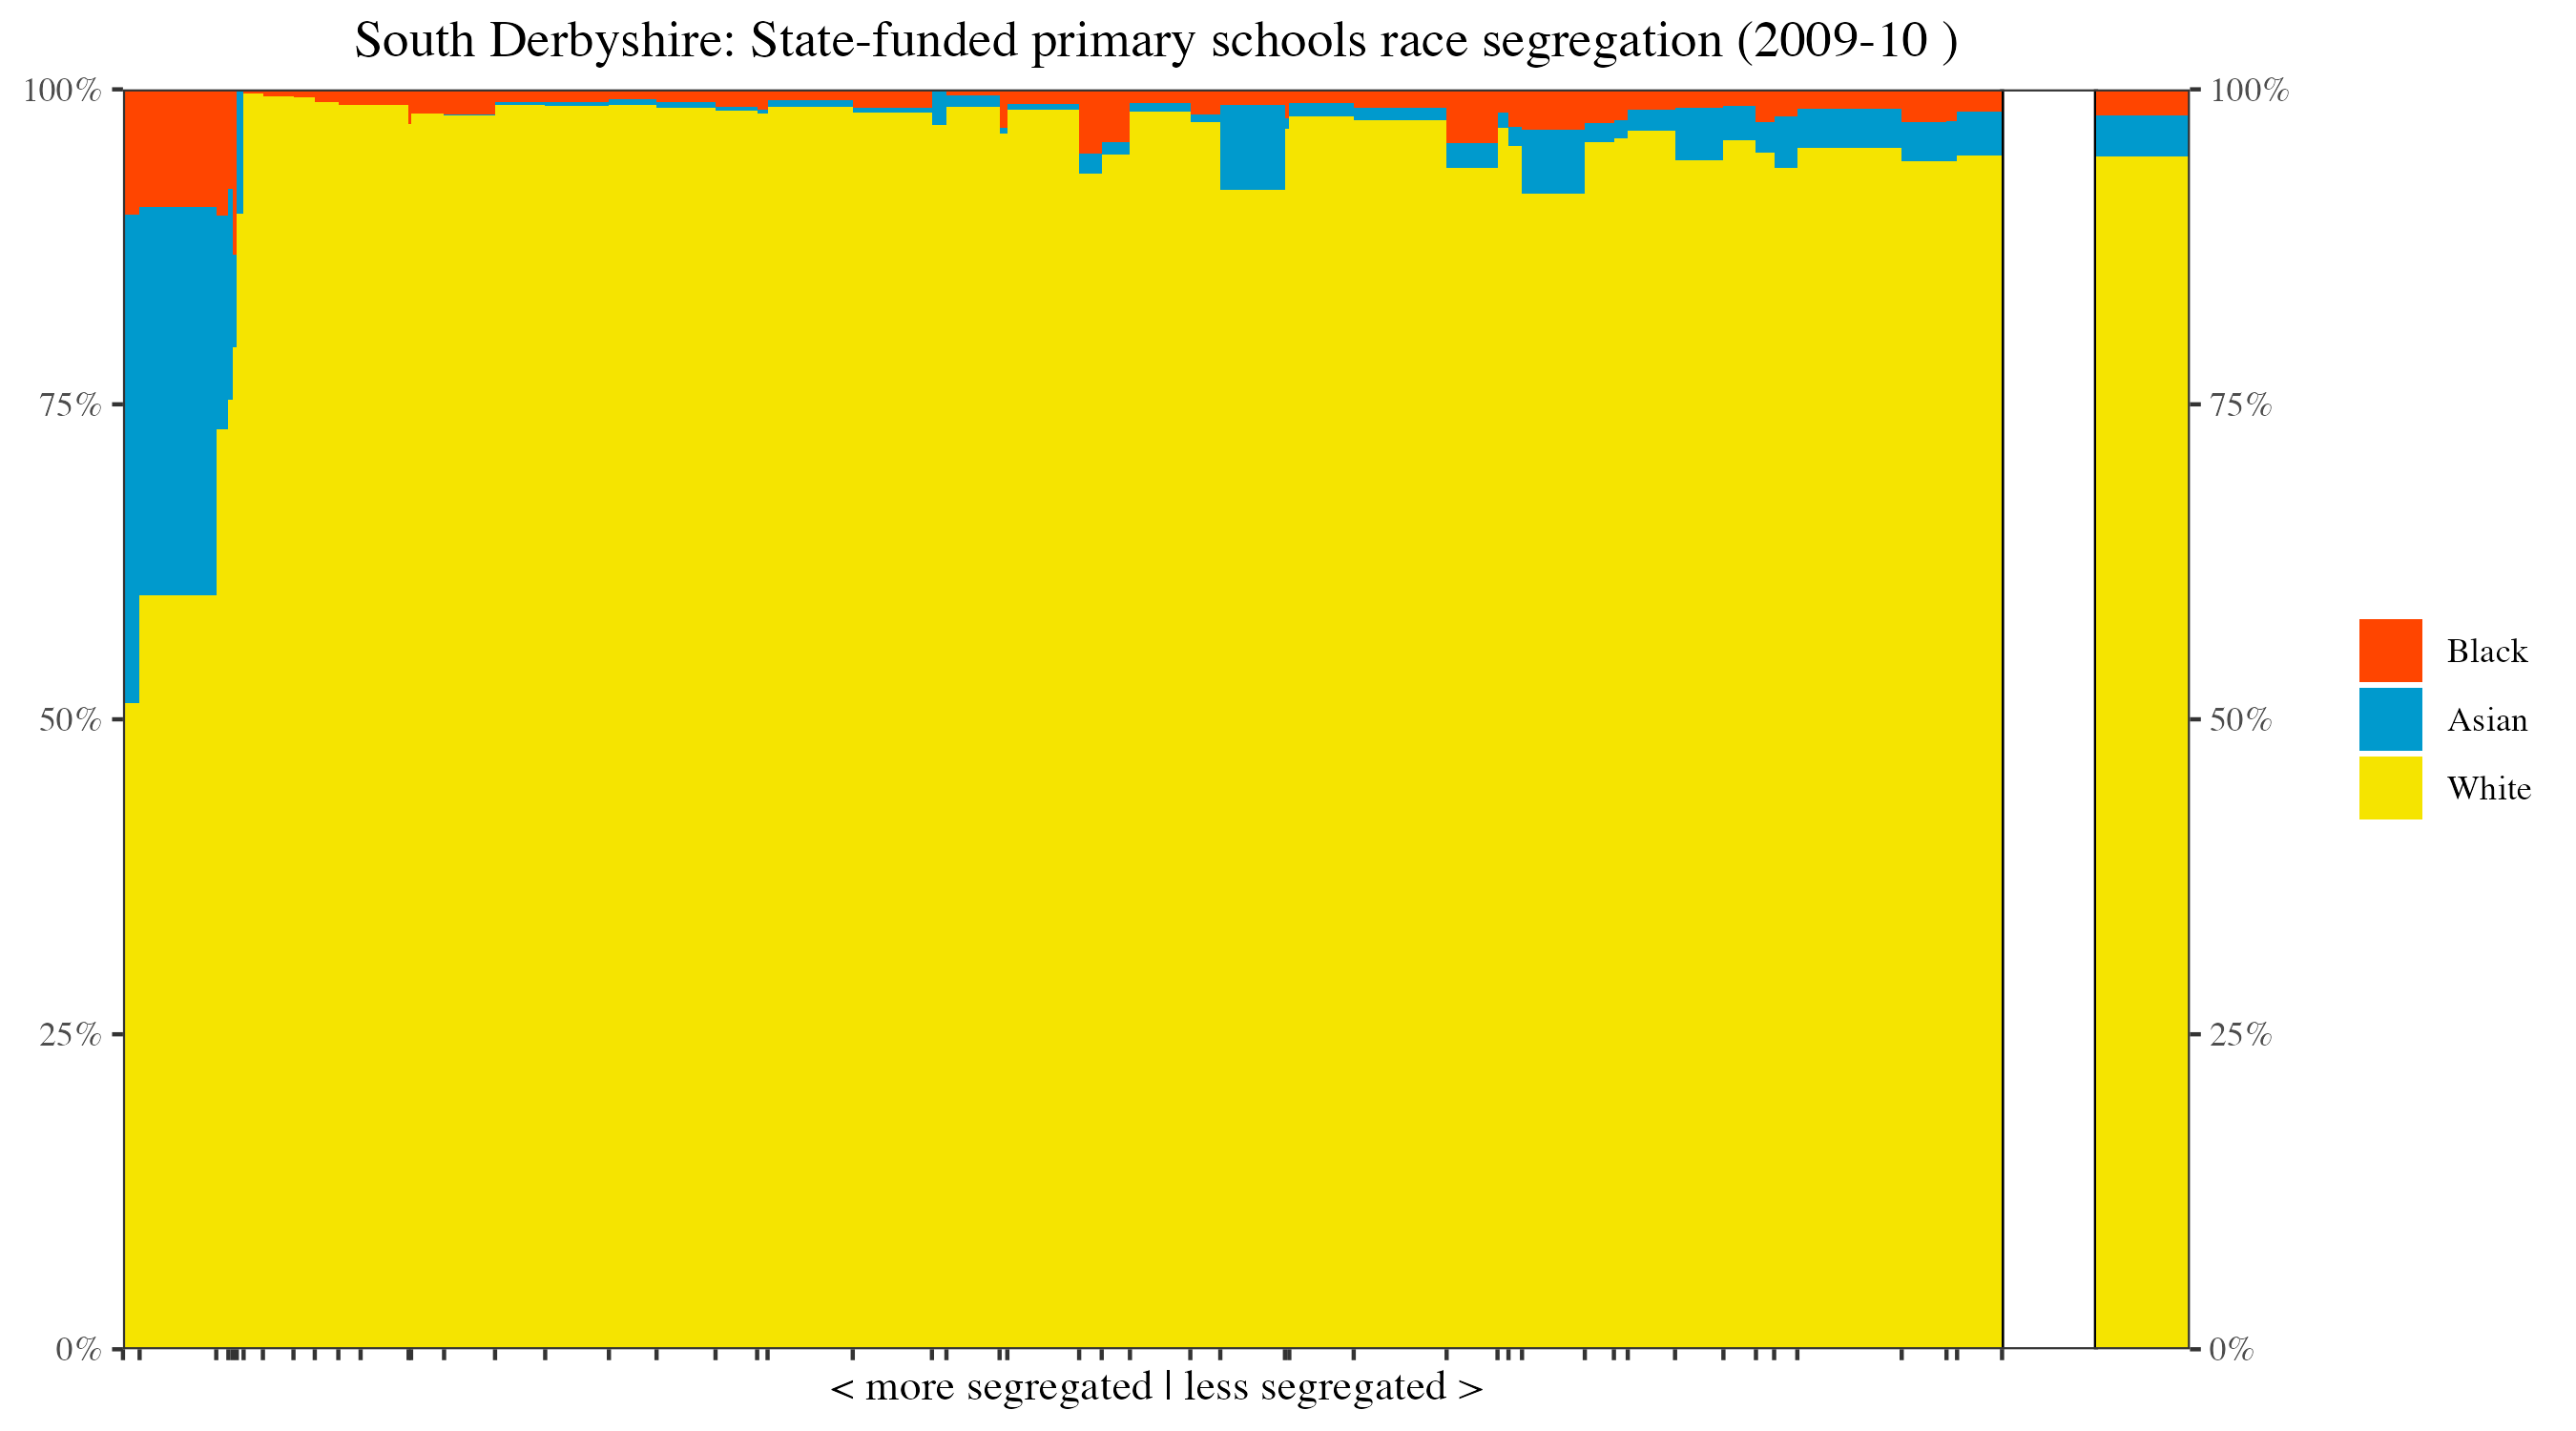 South Derbyshire: State-funded primary schools race segregation (2009-10 )
100%
75%
50%
25%
0%
100%
75%
50%
25%
0%
Black
Asian
White
< more segregated | less segregated >